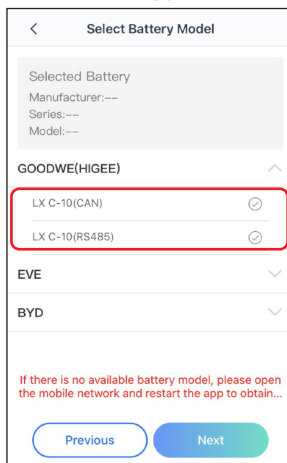 Select Battery Model
Selected Battery
Manufacturer:--
Series:--
Model:--
GOODWE(HIGEE)
LX C-10(CAN)
LX C-10(RS485)
EVE
BYD
If there is no available battery model, please open
the mobile network and restart the app to obtain...
Previous
Next